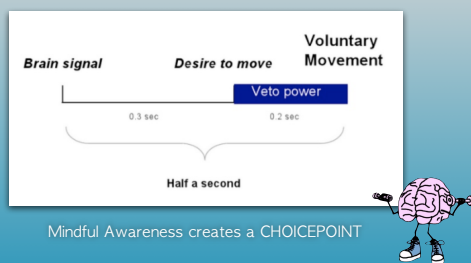 Voluntary
Movement
Brain signal
Desire to move
Veto power
0.3 sec
0.2 sec
Half a second
Mindful Awareness creates a CHOICEPOINT